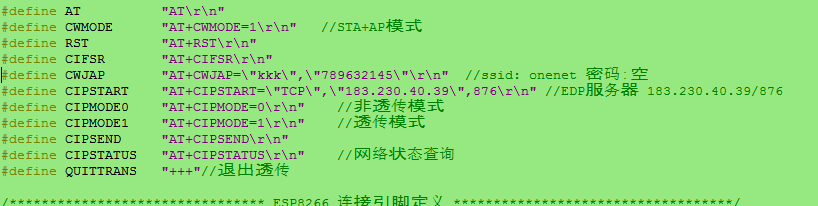 #define AT          "AT\r\n"
#define CWMODE      "AT+CWMODE=1\r\n"   //STA+AP模式
#define RST         "AT+RST\r\n"
#define CIFSR       "AT+CIFSR\r\n"
#define CWJAP       "AT+CWJAP=\"kkk\",\"789632145\"\r\n"  //ssid: onenet 密码:空
#define CIPSTART    "AT+CIPSTART=\"TCP\",\"183.230.40.39\",876\r\n" //EDP服务器 183.230.40.39/876
#define CIPMODE0    "AT+CIPMODE=0\r\n"    //非透传模式
#define CIPMODE1    "AT+CIPMODE=1\r\n"    //透传模式
#define CIPSEND     "AT+CIPSEND\r\n"
#define CIPSTATUS   "AT+CIPSTATUS\r\n"    //网络状态查询
#define QUITTRANS   "+++"//退出透传
/******************************** ESP8266 连接引脚定义 ***********************************/